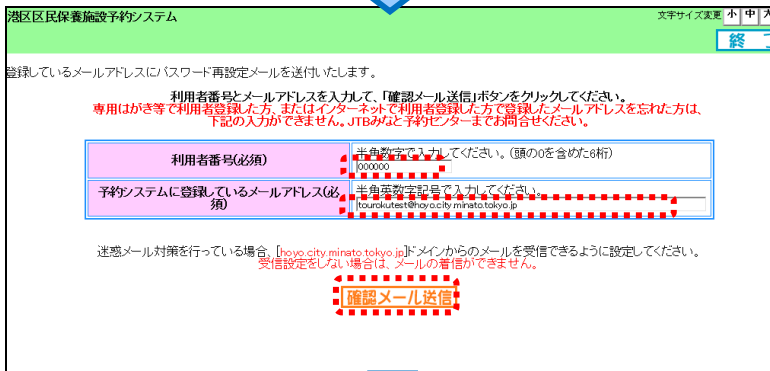 港区区民保養施設予約システム
文字サイズ変更 小 中
終
登録しているメールアドレスにパスワード再設定メールを送付いたします。
利用者番号とメールアドレスを入力して、「確認メール送信」ボタンをクリックしてください。
専用はがき等で利用者登録した方、またはインターネットで利用者登録した方で登録したメールアドレスを忘れた方は、
下記の入力ができません。JTBみなと予約センターまでお問合せください。
利用者番号(必須)
半角数字で入力してください。(頭の0を含めた6桁)
000000
予約システムに登録しているメールアドレス(必
須)
半角英数字記号で入力してください。
tourokutest@hoyo.city.minato.tokyo.jp
迷惑メール対策を行っている場合、[hoyo.city.minato.tokyo.jp]ドメインからのメールを受信できるように設定してください。
受信設定をしない場合は、メールの着信ができません。
確認メール送信